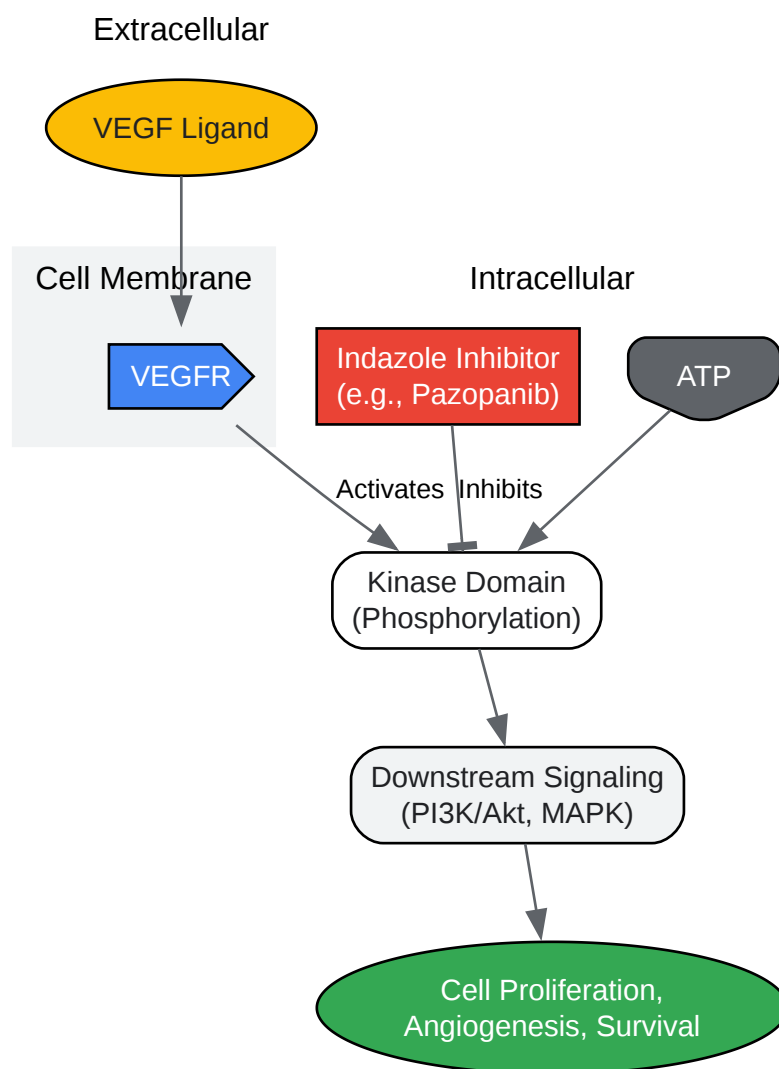 Extracellular
VEGF Ligand
Cell Membrane
Intracellular
VEGFR
Indazole Inhibitor
(e.g., Pazopanib)
ATP
Activates
Inhibits
Kinase Domain
(Phosphorylation)
Downstream Signaling
(PI3K/Akt, MAPK)
Cell Proliferation,
Angiogenesis, Survival